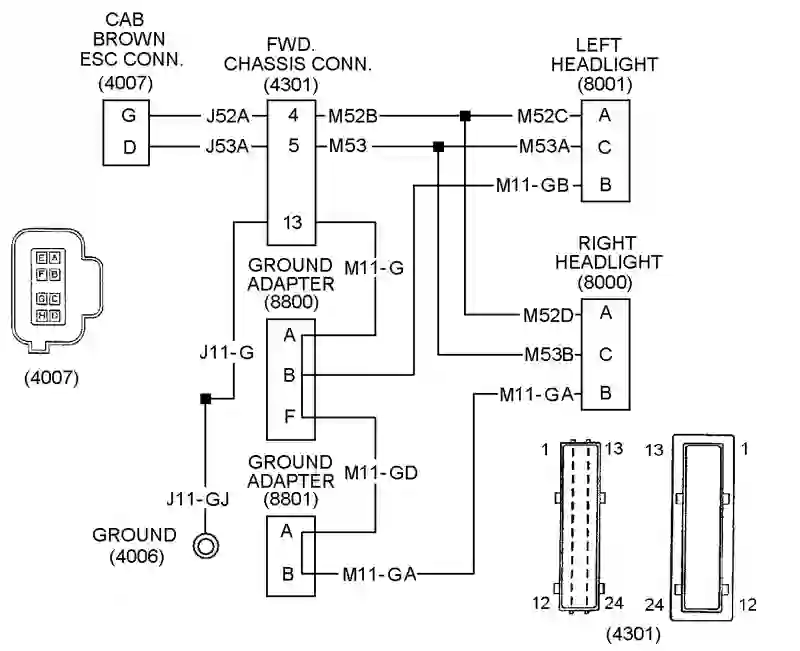 CAB
BROWN
ESC CONN.
(4007)
FWD.
CHASSIS CONN.
(4301)
LEFT
HEADLIGHT
(8001)
G
J52A
4
M52B
M52C
A
D
J53A
5
M53
M53A
C
M11-GB
B
13
M11-G
RIGHT
HEADLIGHT
(8000)
E A
F B
G C
H D
(4007)
GROUND
ADAPTER
(8800)
M52D
A
A
J11-G
M53B
C
B
M11-GA
B
F
GROUND
ADAPTER
(8801)
M11-GD
1
13
13
1
J11-GJ
GROUND
(4006)
A
B
M11-GA
12
24
24
12
(4301)